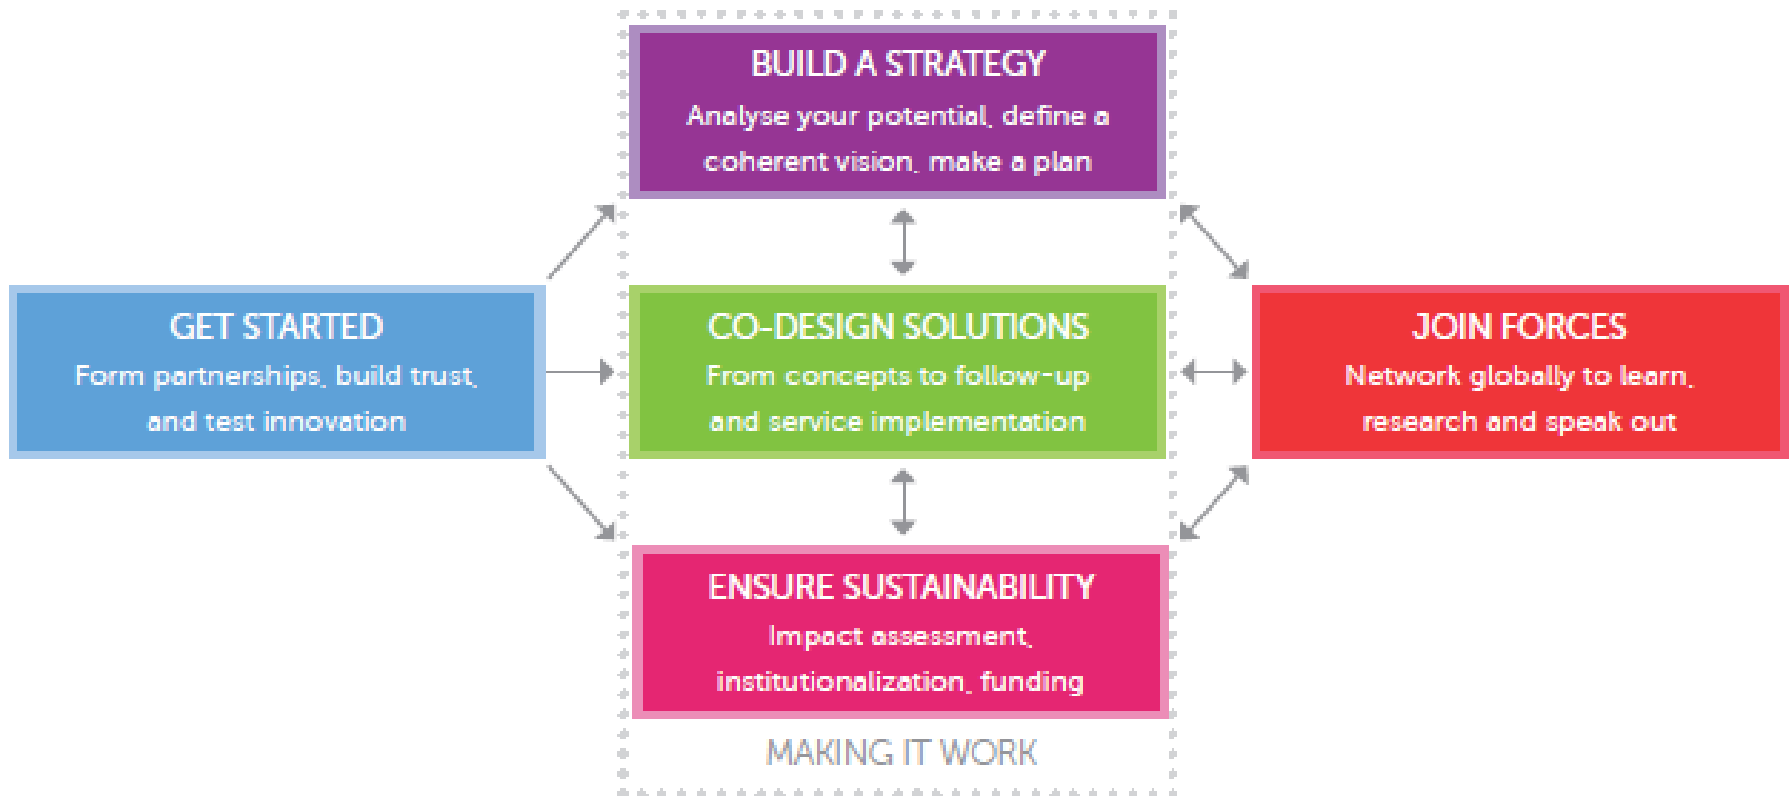 BUILD A STRATEGY
Analyse your potential, define a
coherent vision, make a plan
GET STARTED
Form partnerships, build trust,
and test innovation
CO-DESIGN SOLUTIONS
From concepts to follow-up
and service implementation
JOIN FORCES
Network globally to learn,
research and speak out
ENSURE SUSTAINABILITY
Impact assessment,
institutionalization, funding
MAKING IT WORK